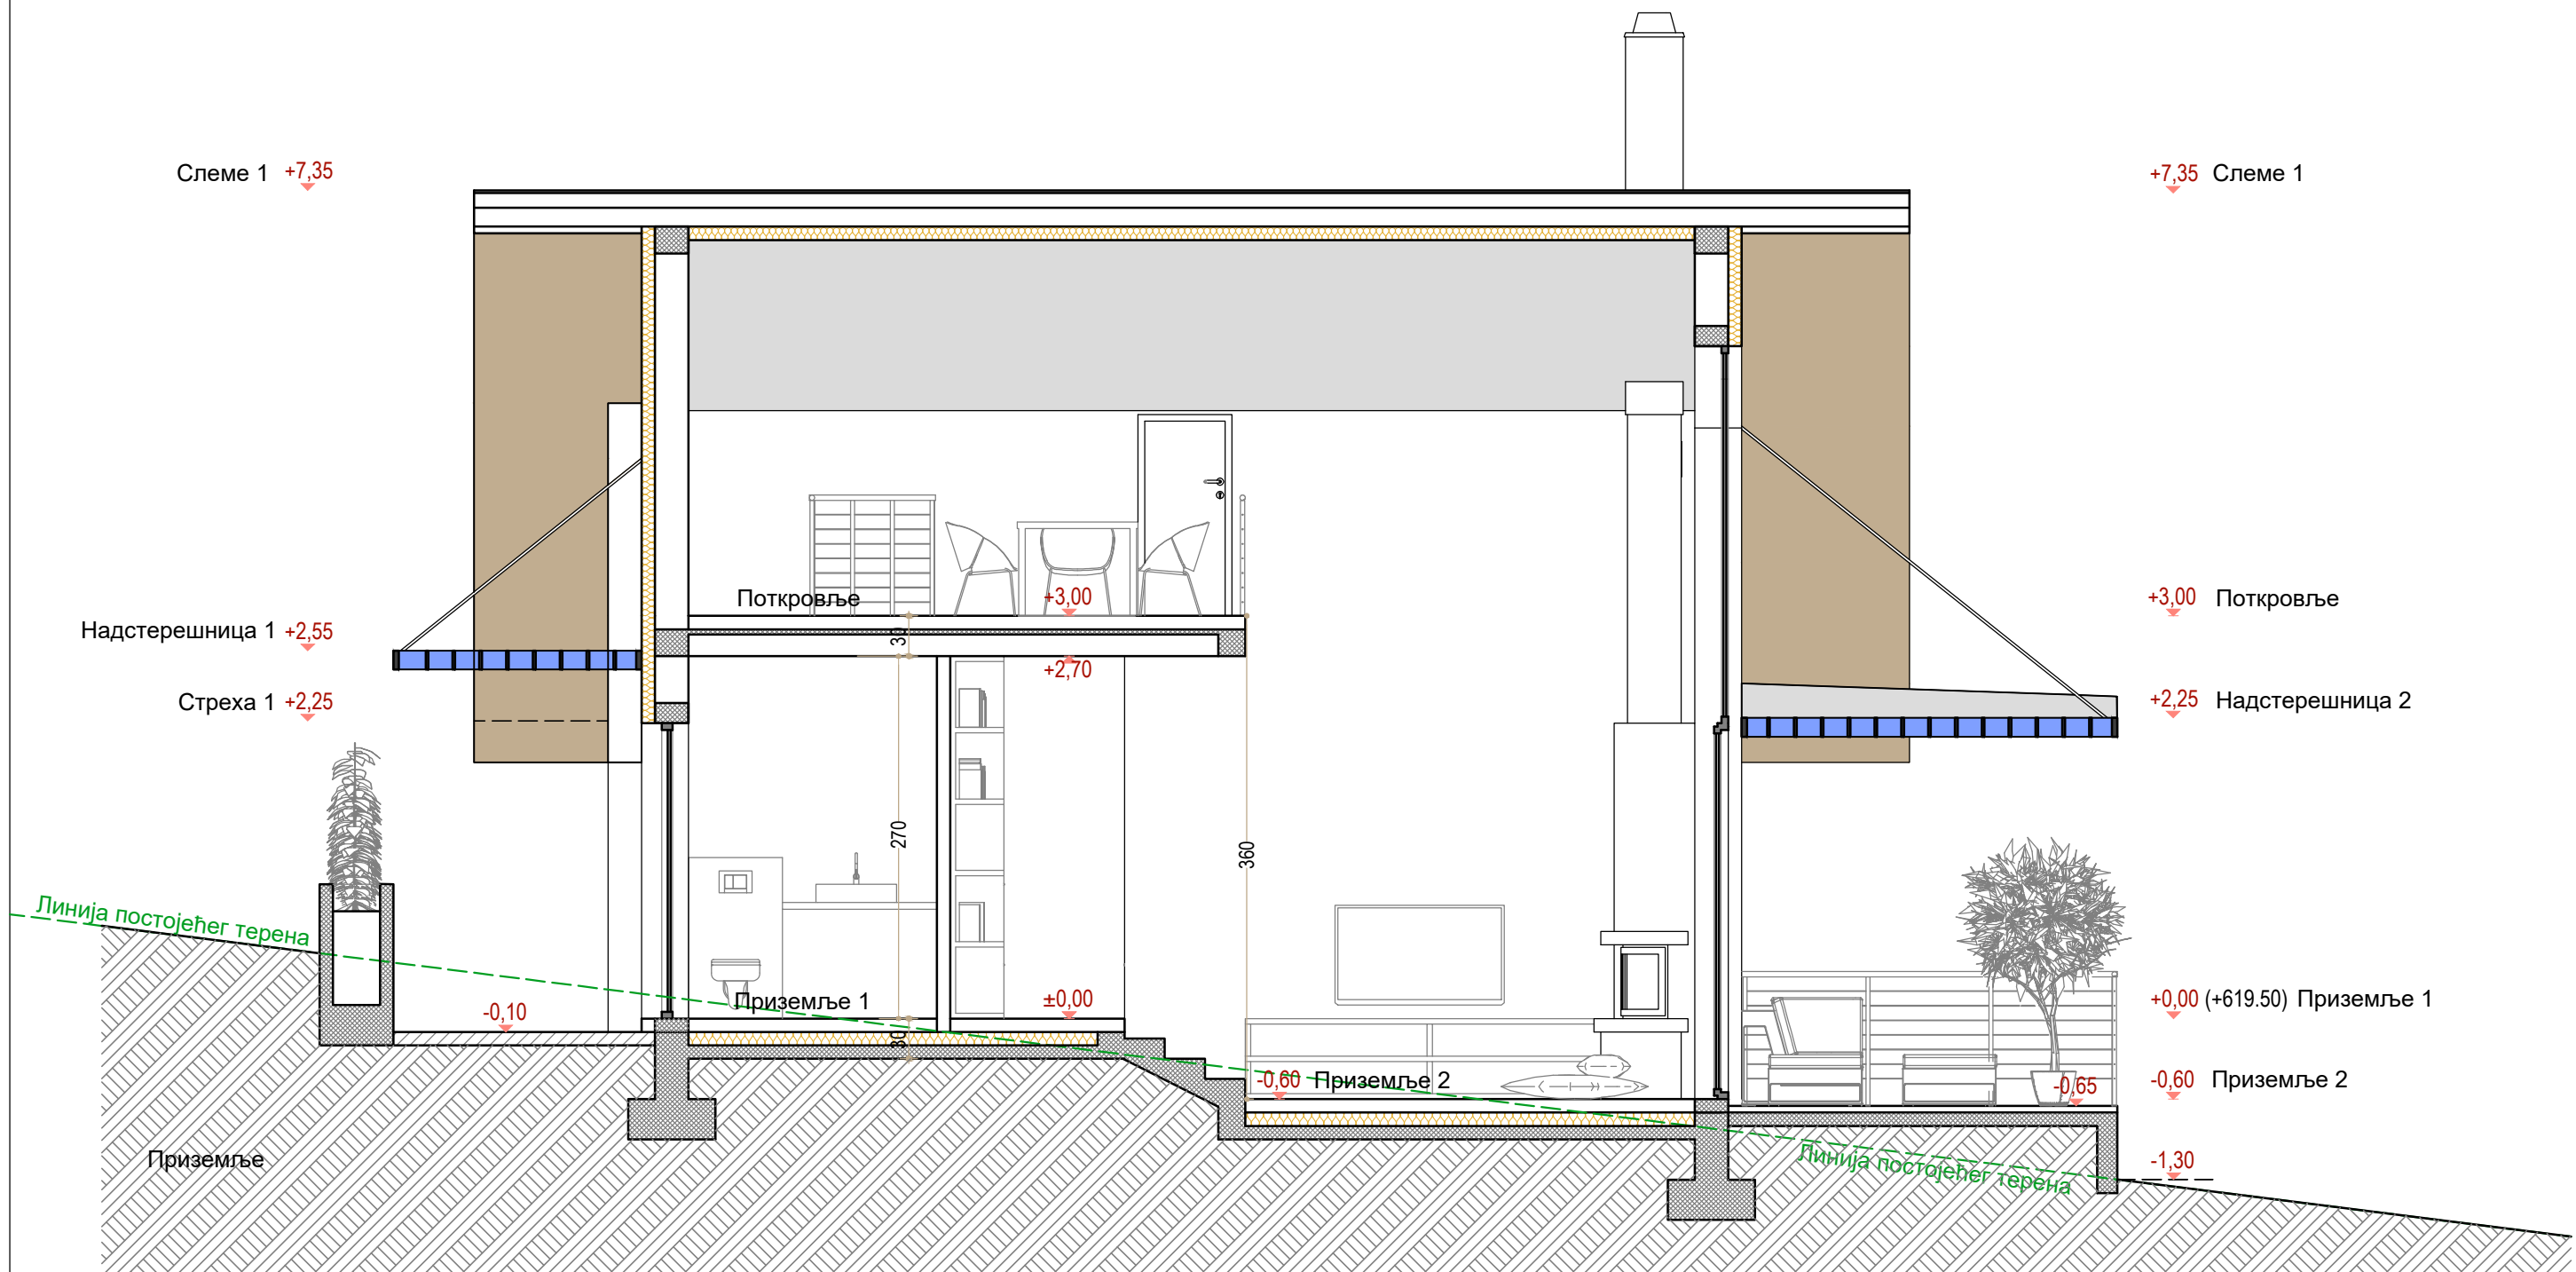 Слеме 1 +7,35
+7,35 Слеме 1
Поткровље
+3,00
+3,00 Поткровље
30
Надстерешница 1 +2,55
+2,70
Стреха 1 +2,25
+2,25 Надстерешница 2
270
360
Линија постојећег терена
-0,10
Приземље 1
±0,00
+0,00 (+619.50) Приземље 1
30
-0,60 Приземље 2
-0,65
-0,60 Приземље 2
Приземље
Линија постојећег терена
-1,30